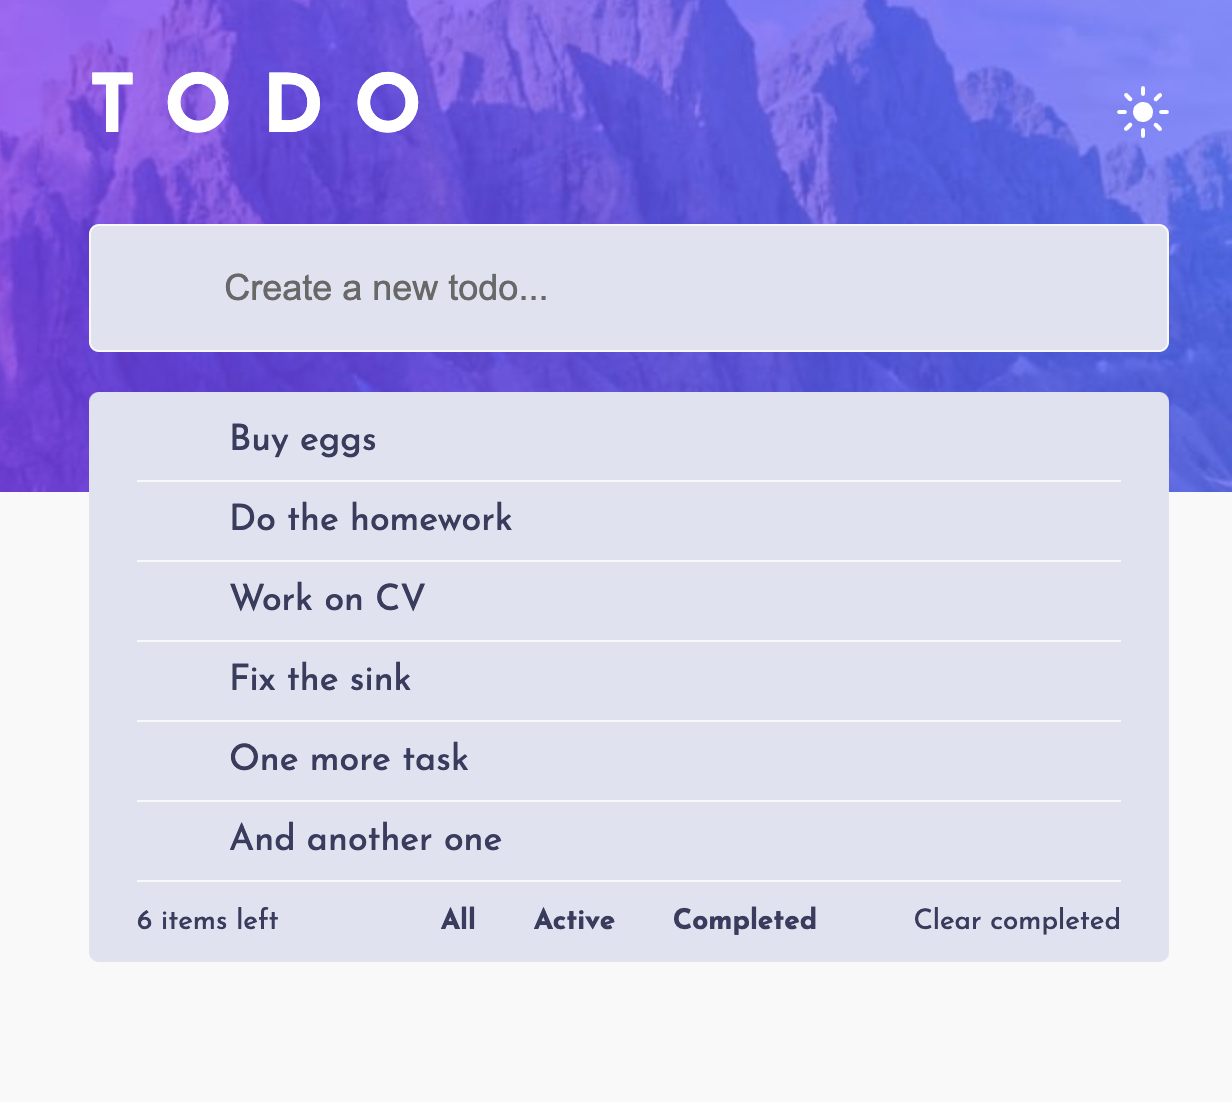 TODO
Create a new todo...
Buy eggs
Do the homework
Work on CV
Fix the sink
One more task
And another one
6 items left All Active Completed Clear completed